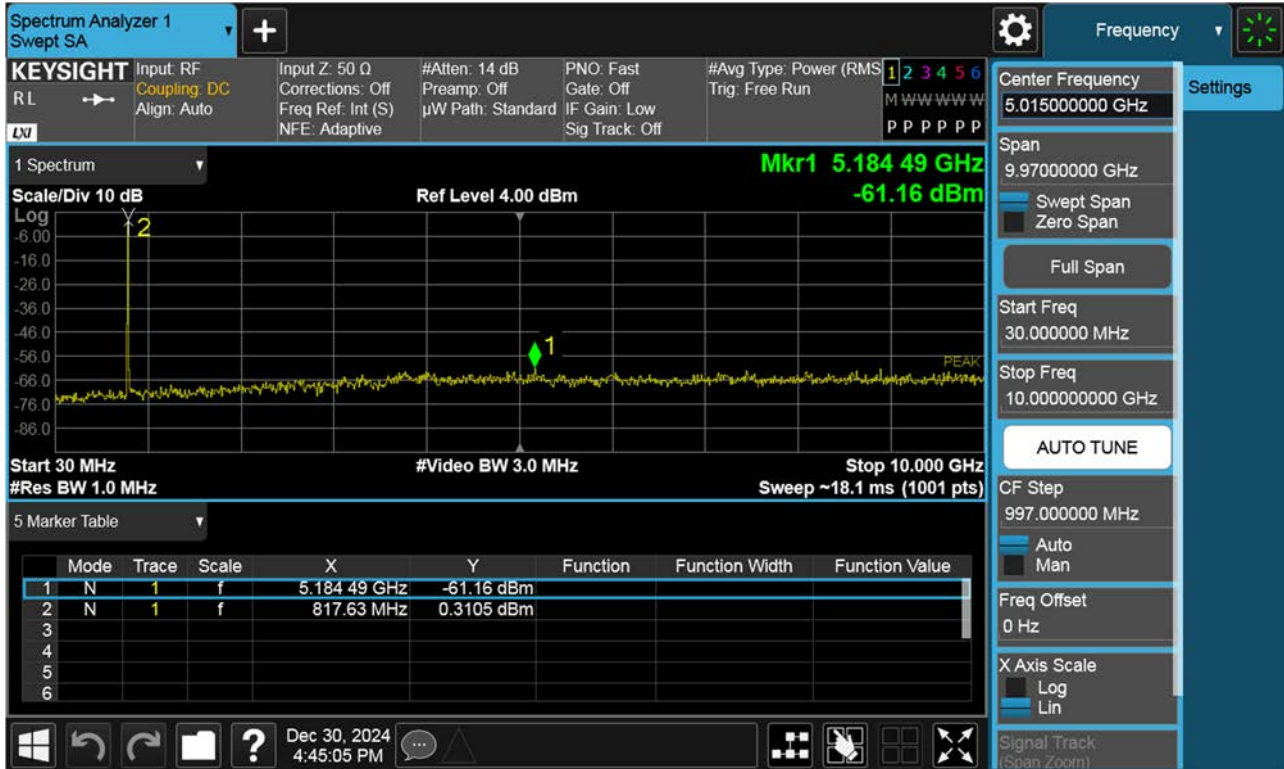 Spectrum Analyzer 1
Swept SA
+
Frequency
KEYSIGHT
RL
LXI
Input: RF
Coupling: DC
Align: Auto
Input Z: 50 Ω
Corrections: Off
Freq Ref: Int (S)
NFE: Adaptive
#Atten: 14 dB
Preamp: Off
µW Path: Standard
PNO: Fast
Gate: Off
IF Gain: Low
Sig Track: Off
#Avg Type: Power (RMS
Trig: Free Run
1 2 3 4 5 6
M W W W W W
P P P P P P
1 Spectrum
Mkr1 5.184 49 GHz
-61.16 dBm
Scale/Div 10 dB
Ref Level 4.00 dBm
Log
-6.00
-16.0
-26.0
-36.0
-46.0
-56.0
-66.0
-76.0
-86.0
2
1
PEAK
Start 30 MHz
#Video BW 3.0 MHz
Stop 10.000 GHz
#Res BW 1.0 MHz
Sweep ~18.1 ms (1001 pts)
5 Marker Table
Mode Trace Scale X Y Function Function Width Function Value
1 N 1 f 5.184 49 GHz -61.16 dBm
2 N 1 f 817.63 MHz 0.3105 dBm
3
4
5
6
?
Dec 30, 2024
4:45:05 PM
Center Frequency
5.015000000 GHz
Settings
Span
9.97000000 GHz
Swept Span
Zero Span
Full Span
Start Freq
30.000000 MHz
Stop Freq
10.000000000 GHz
AUTO TUNE
CF Step
997.000000 MHz
Auto
Man
Freq Offset
0 Hz
X Axis Scale
Log
Lin
Signal Track
(Span Zoom)